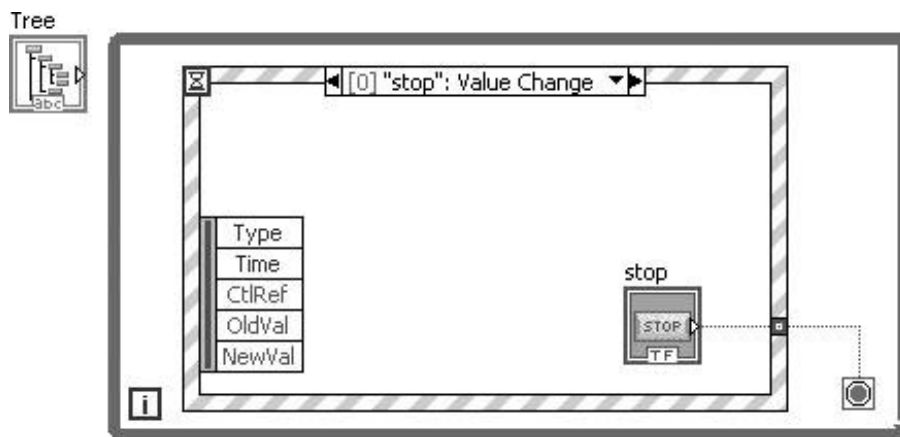 Tree
abc
[0] "stop": Value Change
Type
Time
CtlRef
OldVal
NewVal
stop
STOP
TF
i